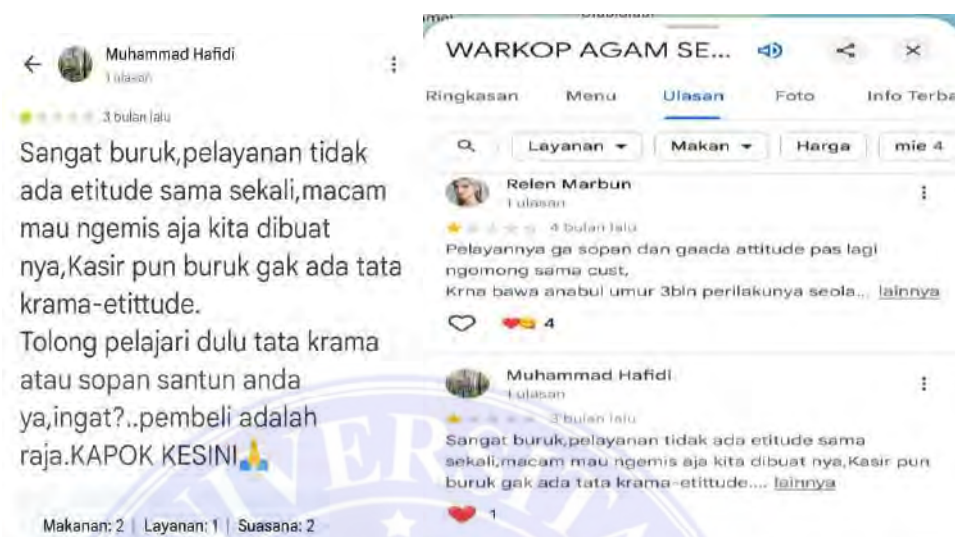 Muhammad Hafidi
1 ulasan
3 bulan lalu
Sangat buruk,pelayanan tidak
ada etitude sama sekali,macam
mau ngemis aja kita dibuat
nya,Kasir pun buruk gak ada tata
krama-etittude.
Tolong pelajari dulu tata krama
atau sopan santun anda
ya,ingat?..pembeli adalah
raja.KAPOK KESINI🙏
Makanan: 2 | Layanan: 1 | Suasana: 2
WARKOP AGAM SE...
Ringkasan Menu Ulasan Foto Info Terba
Layanan Makan Harga mie 4
Relen Marbun
1 ulasan
4 bulan lalu
Pelayannya ga sopan dan gaada attitude pas lagi
ngomong sama cust,
Krna bawa anabul umur 3bln perilakunya seola... lainnya
4
Muhammad Hafidi
1 ulasan
3 bulan lalu
Sangat buruk,pelayanan tidak ada etitude sama
sekali,macam mau ngemis aja kita dibuat nya,Kasir pun
buruk gak ada tata krama-etittude.... lainnya
1